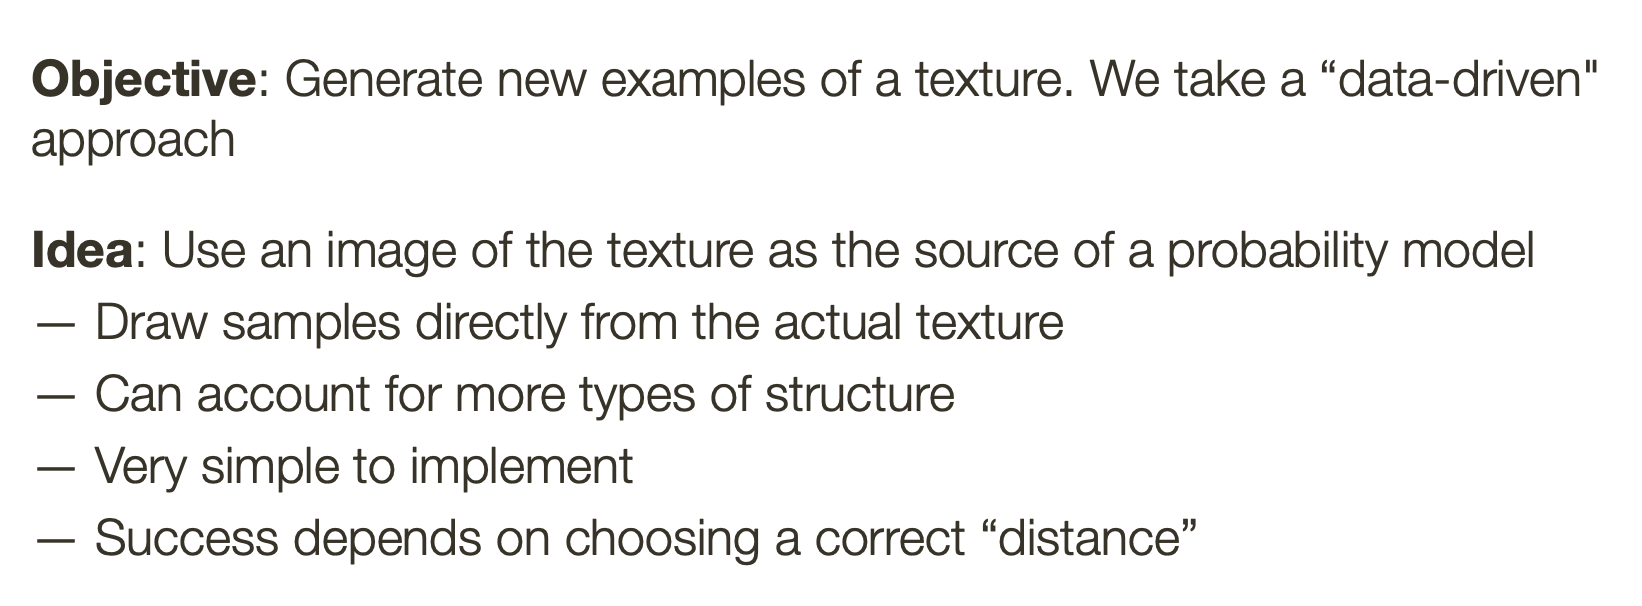 Objective: Generate new examples of a texture. We take a “data-driven"
approach
Idea: Use an image of the texture as the source of a probability model
— Draw samples directly from the actual texture
— Can account for more types of structure
— Very simple to implement
— Success depends on choosing a correct “distance”